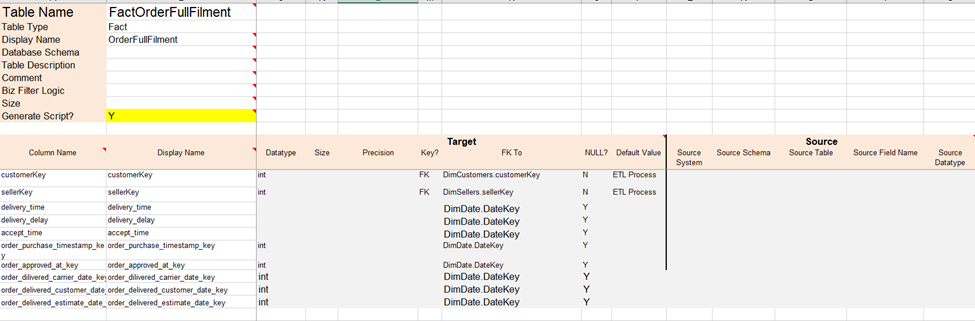 Table Name FactOrderFullFilment
Table Type Fact
Display Name OrderFullFilment
Database Schema
Table Description
Comment
Biz Filter Logic
Size
Generate Script? Y
Target Source
Column Name Display Name Datatype Size Precision Key? FK To NULL? Default Value Source System Source Schema Source Table Source Field Name Source Datatype
customerKey customerKey int FK DimCustomers.customerKey N ETL Process
sellerKey sellerKey int FK DimSellers.sellerKey N ETL Process
delivery_time delivery_time DimDate.DateKey Y
delivery_delay delivery_delay DimDate.DateKey Y
accept_time accept_time DimDate.DateKey Y
order_purchase_timestamp_key order_purchase_timestamp_key int DimDate.DateKey Y
order_approved_at_key order_approved_at_key int DimDate.DateKey Y
order_dilivered_carrier_date_key order_dilivered_carrier_date_key int DimDate.DateKey Y
order_delivered_customer_date_ order_delivered_customer_date_key int DimDate.DateKey Y
order_delivered_estimate_date_ order_delivered_estimate_date_key int DimDate.DateKey Y